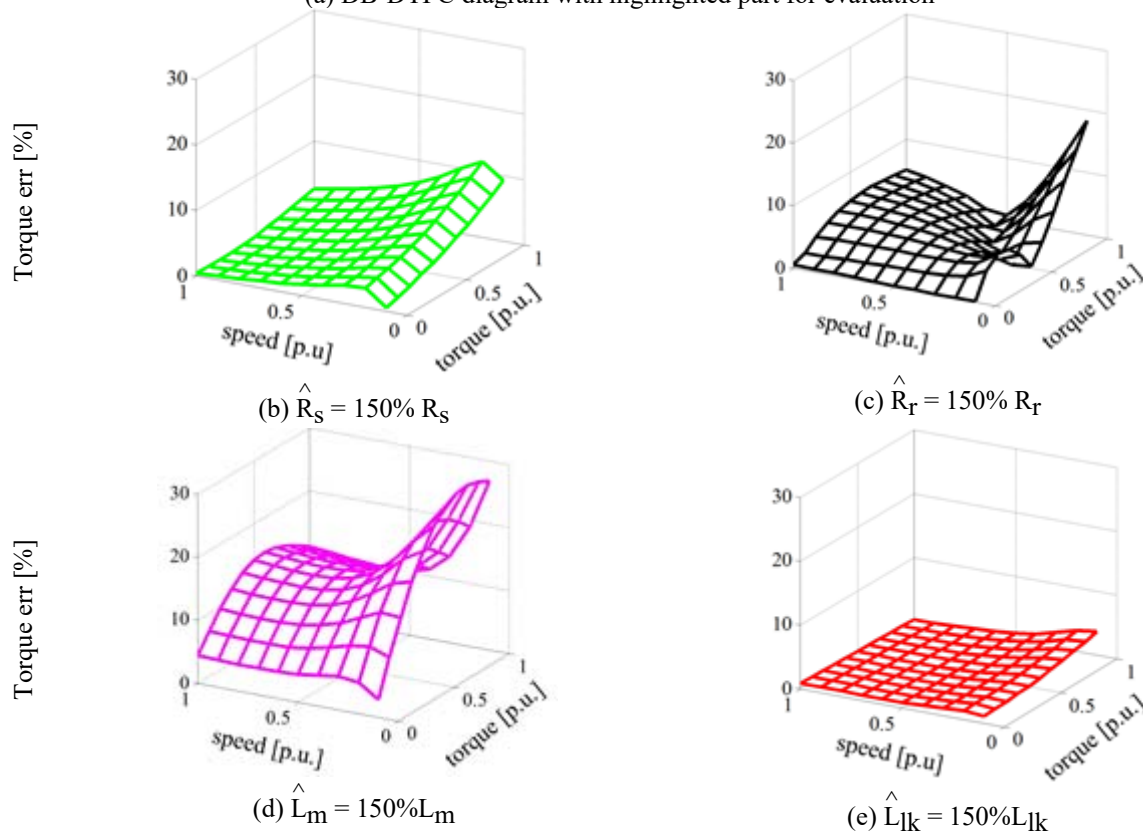 (a) DB-DTFC diagram with highlighted part for evaluation
Torque err [%]
30
20
10
0
1
0.5
0
speed [p.u]
0
0.5
1
torque [p.u.]
(b) R̂s = 150% Rs
30
20
10
0
1
0.5
0
speed [p.u.]
0
0.5
1
torque [p.u.]
(c) R̂r = 150% Rr
Torque err [%]
30
20
10
0
1
0.5
0
speed [p.u.]
0
0.5
1
torque [p.u.]
(d) L̂m = 150%Lm
30
20
10
0
1
0.5
0
speed [p.u]
0
0.5
1
torque [p.u.]
(e) L̂lk = 150%Llk